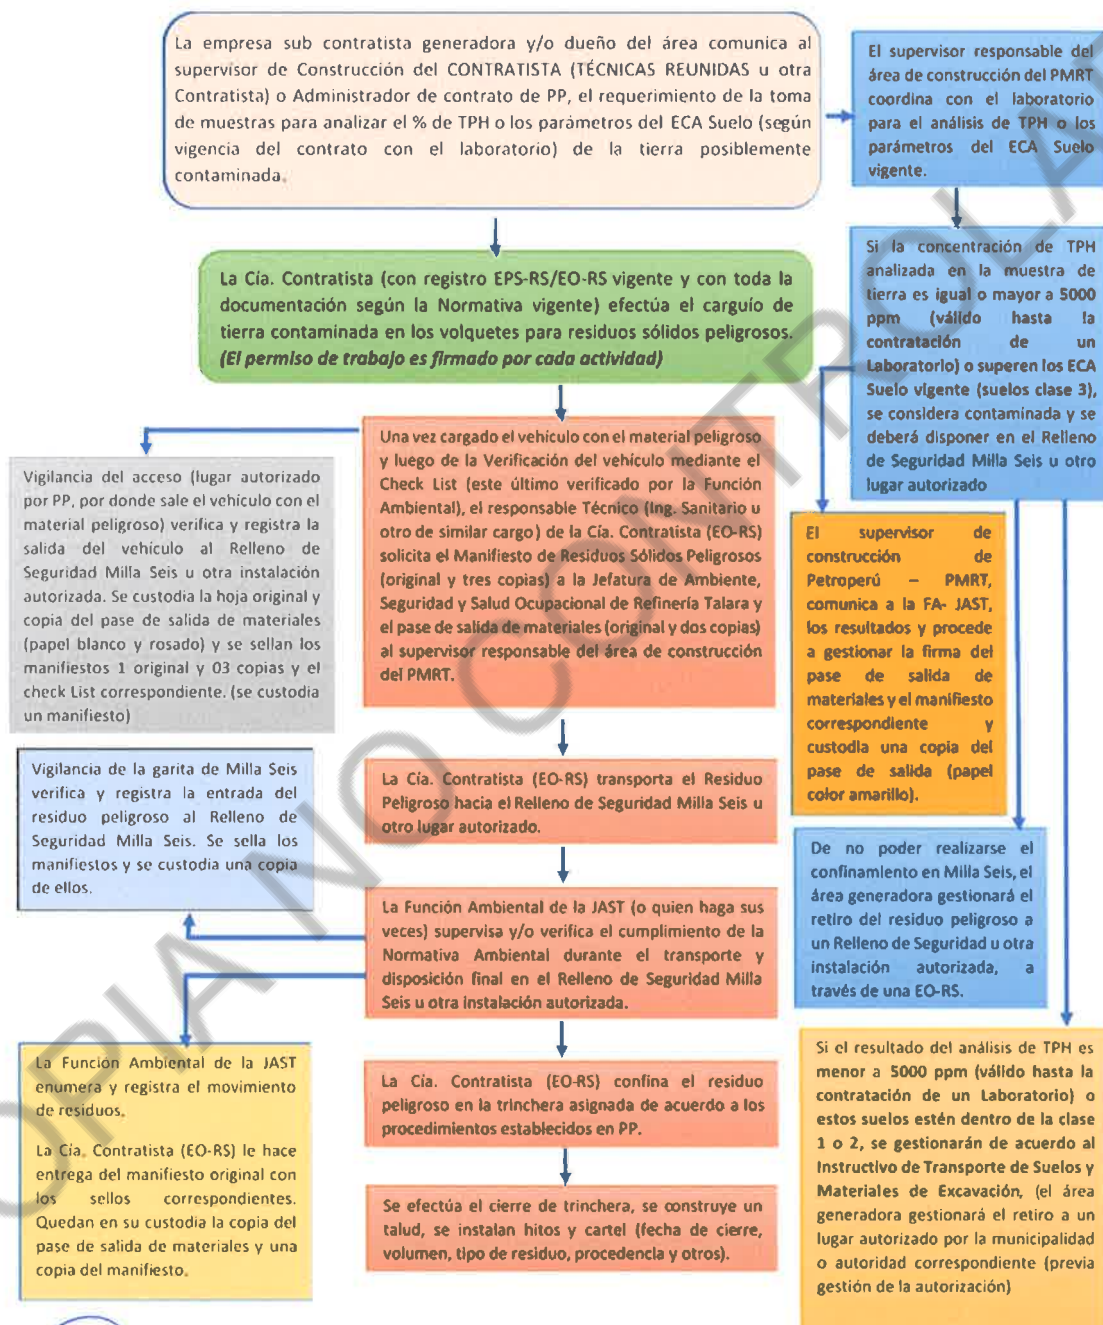 La empresa sub contratista generadora y/o dueño del área comunica al
supervisor de Construcción del CONTRATISTA (TÉCNICAS REUNIDAS u otra
Contratista) o Administrador de contrato de PP, el requerimiento de la toma
de muestras para analizar el % de TPH o los parámetros del ECA Suelo (según
vigencia del contrato con el laboratorio) de la tierra posiblemente
contaminada.
El supervisor responsable del
área de construcción del PMRT
coordina con el laboratorio
para el análisis de TPH o los
parámetros del ECA Suelo
vigente.
La Cía. Contratista (con registro EPS-RS/EO-RS vigente y con toda la
documentación según la Normativa vigente) efectúa el carguío de
tierra contaminada en los volquetes para residuos sólidos peligrosos.
(El permiso de trabajo es firmado por cada actividad)
Si la concentración de TPH
analizada en la muestra de
tierra es igual o mayor a 5000
ppm (válido hasta la
contratación de un
Laboratorio) o superen los ECA
Suelo vigente (suelos clase 3),
se considera contaminada y se
deberá disponer en el Relleno
de Seguridad Milla Seis u otro
lugar autorizado
Vigilancia del acceso (lugar autorizado
por PP, por donde sale el vehículo con el
material peligroso) verifica y registra la
salida del vehículo al Relleno de
Seguridad Milla Seis u otra instalación
autorizada. Se custodia la hoja original y
copia del pase de salida de materiales
(papel blanco y rosado) y se sellan los
manifiestos 1 original y 03 copias y el
check List correspondiente. (se custodia
un manifiesto)
Una vez cargado el vehículo con el material peligroso
y luego de la Verificación del vehículo mediante el
Check List (este último verificado por la Función
Ambiental), el responsable Técnico (Ing. Sanitario u
otro de similar cargo) de la Cía. Contratista (EO-RS)
solicita el Manifiesto de Residuos Sólidos Peligrosos
(original y tres copias) a la Jefatura de Ambiente,
Seguridad y Salud Ocupacional de Refinería Talara y
el pase de salida de materiales (original y dos copias)
al supervisor responsable del área de construcción
del PMRT.
El supervisor de
construcción de
Petroperú – PMRT,
comunica a la FA- JAST,
los resultados y procede
a gestionar la firma del
pase de salida de
materiales y el manifiesto
correspondiente y
custodia una copia del
pase de salida (papel
color amarillo).
Vigilancia de la garita de Milla Seis
verifica y registra la entrada del
residuo peligroso al Relleno de
Seguridad Milla Seis. Se sella los
manifiestos y se custodia una copia
de ellos.
La Cía. Contratista (EO-RS) transporta el Residuo
Peligroso hacia el Relleno de Seguridad Milla Seis u
otro lugar autorizado.
De no poder realizarse el
confinamiento en Milla Seis, el
área generadora gestionará el
retiro del residuo peligroso a
un Relleno de Seguridad u otra
instalación autorizada, a
través de una EO-RS.
La Función Ambiental de la JAST (o quien haga sus
veces) supervisa y/o verifica el cumplimiento de la
Normativa Ambiental durante el transporte y
disposición final en el Relleno de Seguridad Milla
Seis u otra instalación autorizada.
La Función Ambiental de la JAST
enumera y registra el movimiento
de residuos.
La Cía. Contratista (EO-RS) le hace
entrega del manifiesto original con
los sellos correspondientes.
Quedan en su custodia la copia del
pase de salida de materiales y una
copia del manifiesto.
La Cía. Contratista (EO-RS) confina el residuo
peligroso en la trinchera asignada de acuerdo a los
procedimientos establecidos en PP.
Se efectúa el cierre de trinchera, se construye un
talud, se instalan hitos y cartel (fecha de cierre,
volumen, tipo de residuo, procedencia y otros).
Si el resultado del análisis de TPH es
menor a 5000 ppm (válido hasta la
contratación de un Laboratorio) o
estos suelos estén dentro de la clase
1 o 2, se gestionarán de acuerdo al
Instructivo de Transporte de Suelos y
Materiales de Excavación, (el área
generadora gestionará el retiro a un
lugar autorizado por la municipalidad
o autoridad correspondiente (previa
gestión de la autorización)
COPIA NO CONTROLA